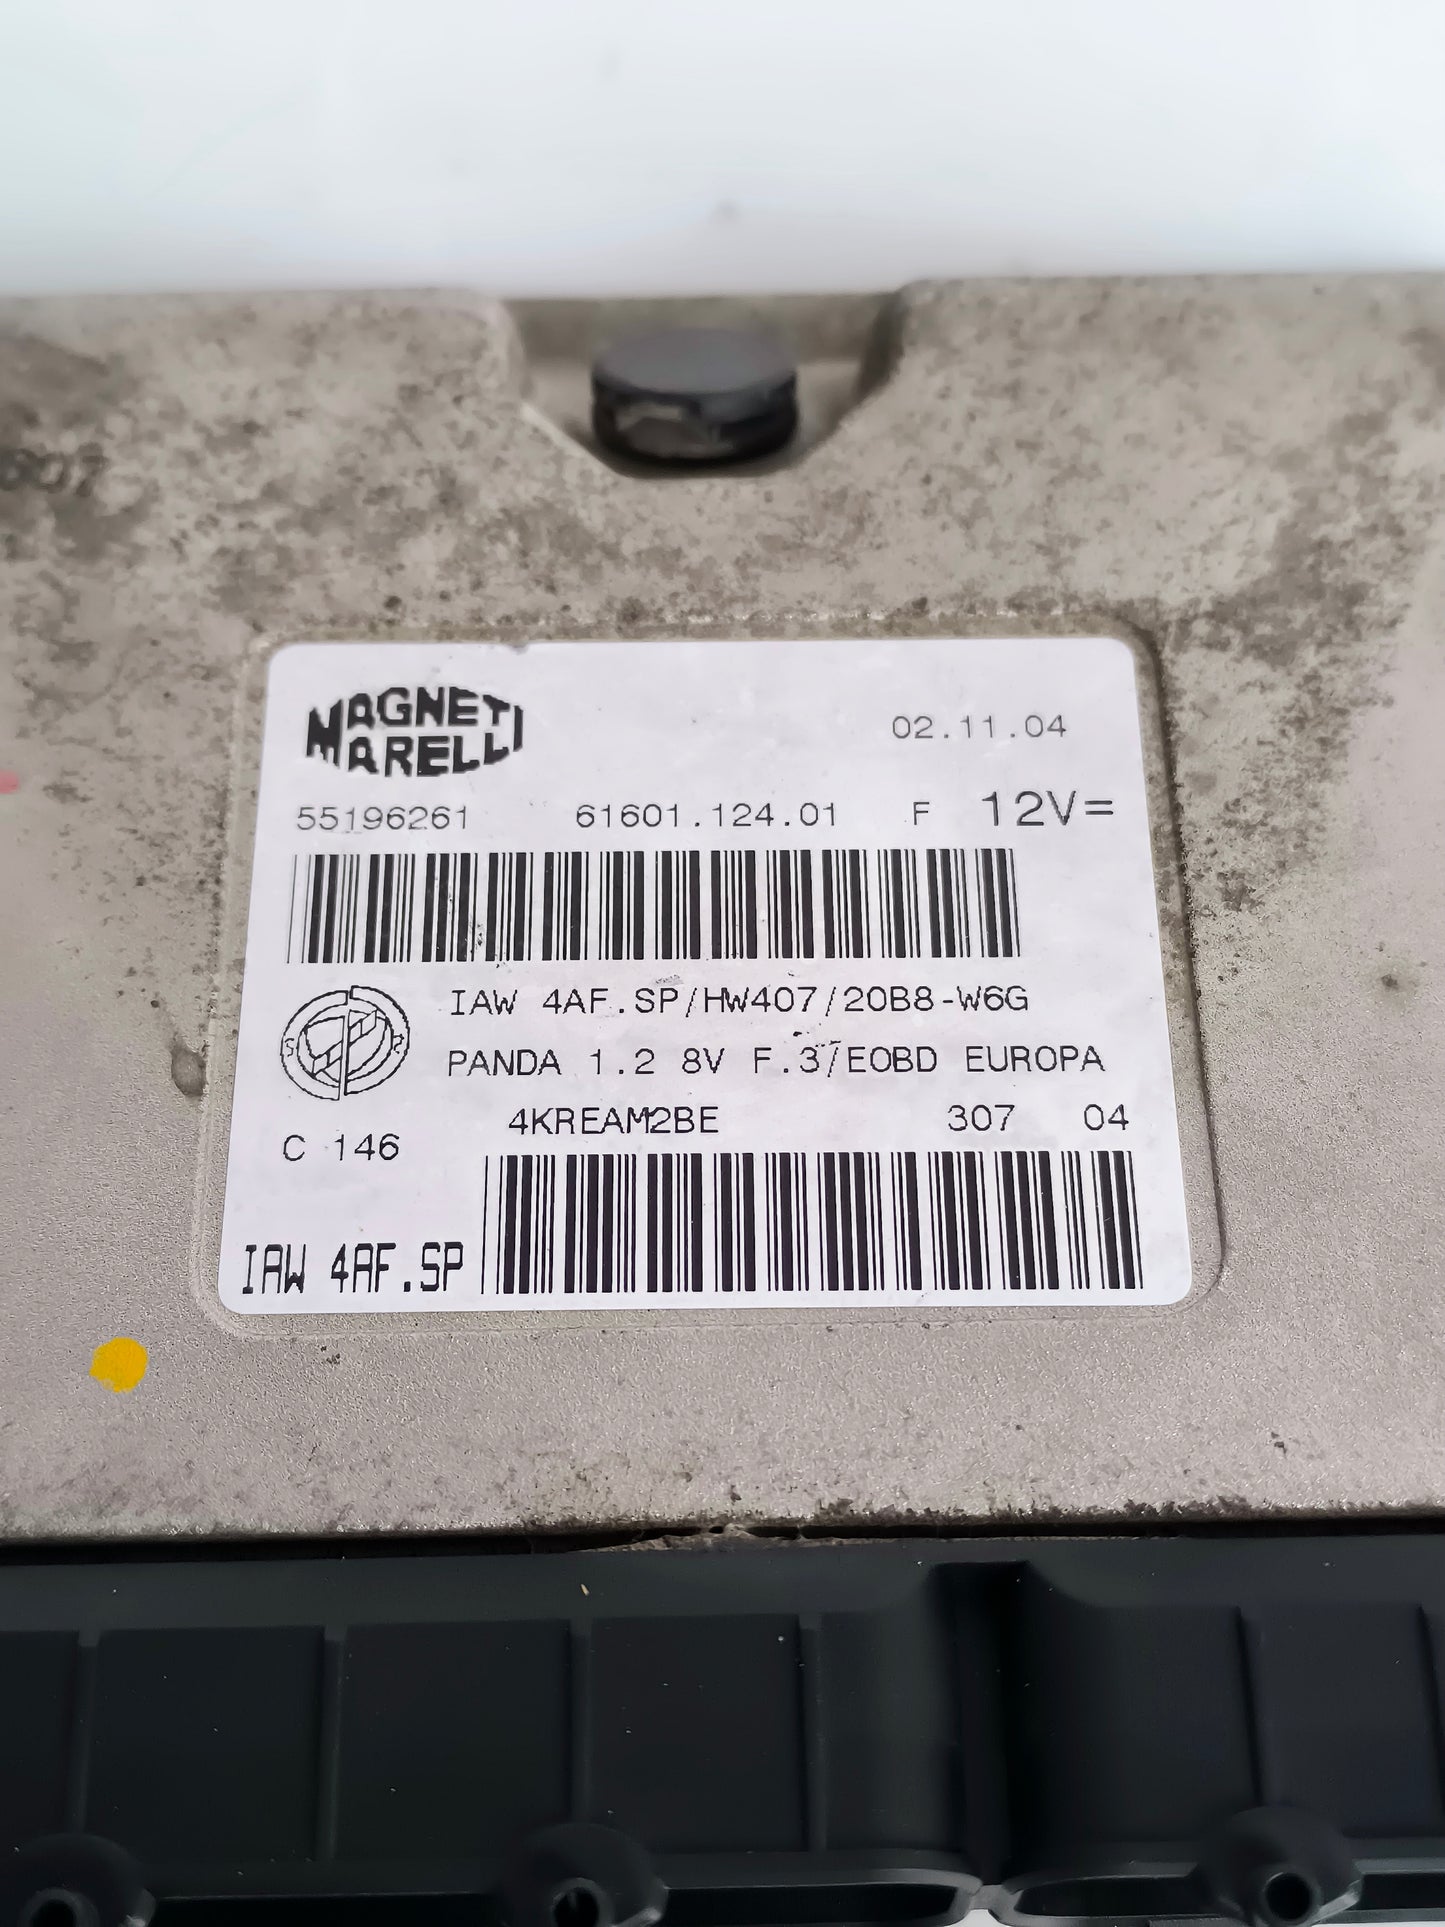 MAGNETI
MARELLI
02.11.04
55196261 61601.124.01 F 12V=
IAW 4AF.SP/HW407/20B8-W6G
PANDA 1.2 8V F.3/EOBD EUROPA
4KREAM2BE 307 04
C 146
IAW 4AF.SP